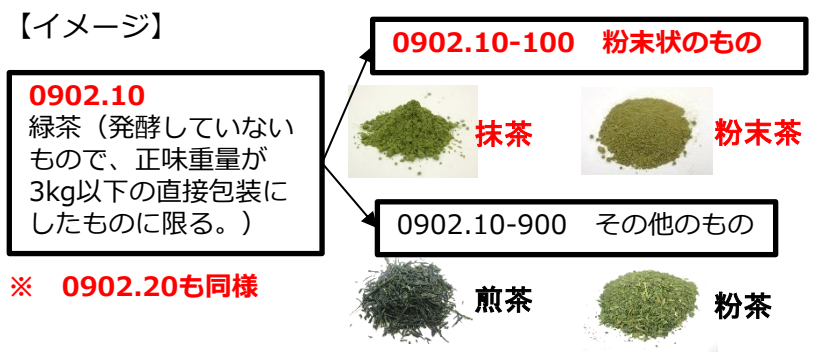 【イメージ】
0902.10-100　粉末状のもの
0902.10
緑茶（発酵していない
もので、正味重量が
3kg以下の直接包装に
したものに限る。）
抹茶
粉末茶
0902.10-900　その他のもの
※　0902.20も同様
煎茶
粉茶